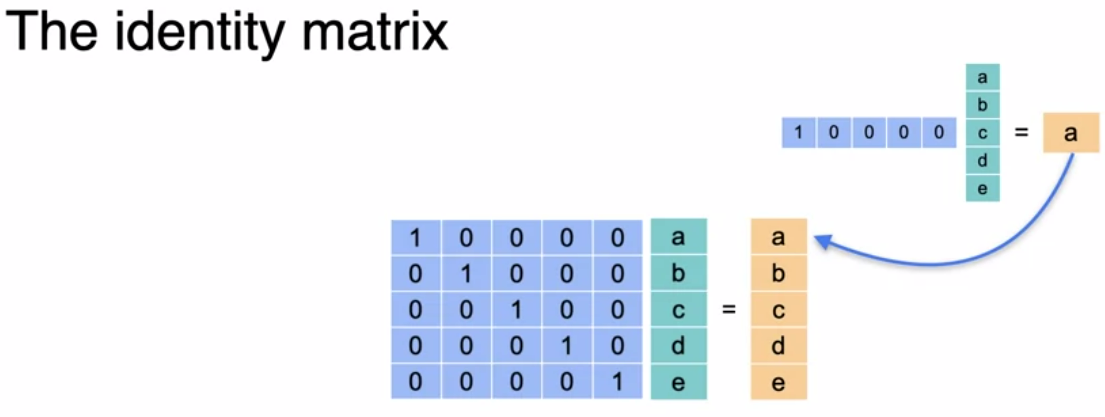 The identity matrix
a
b
1 0 0 0 0 c = a
d
e
1 0 0 0 0 a a
0 1 0 0 0 b b
0 0 1 0 0 c = c
0 0 0 1 0 d d
0 0 0 0 1 e e